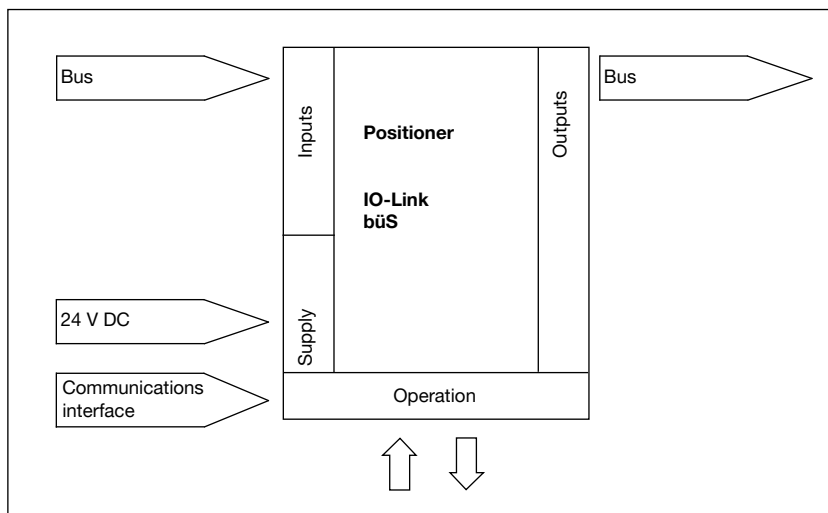 Bus
Inputs
Positioner
IO-Link
büS
Outputs
Bus
24 V DC
Supply
Communications
interface
Operation